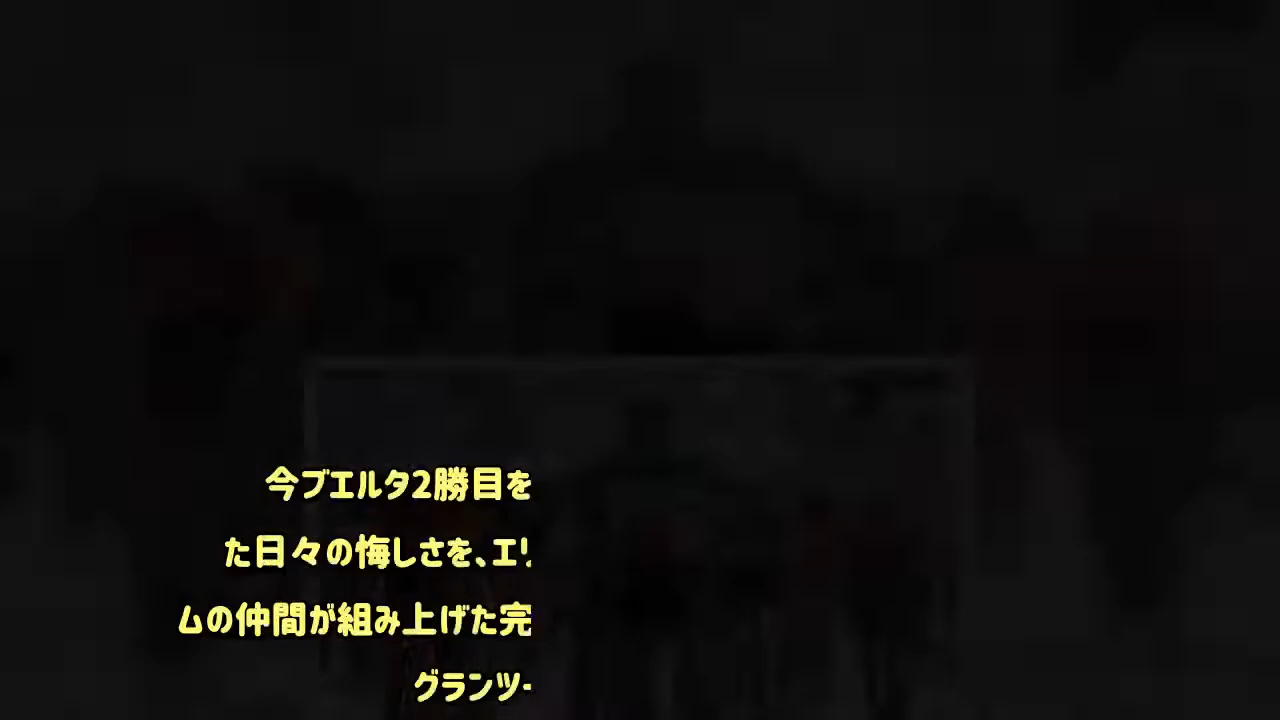 今ブエルタ2勝目を
た日々の悔しさを、エリ
ムの仲間が組み上げた完
グランツ